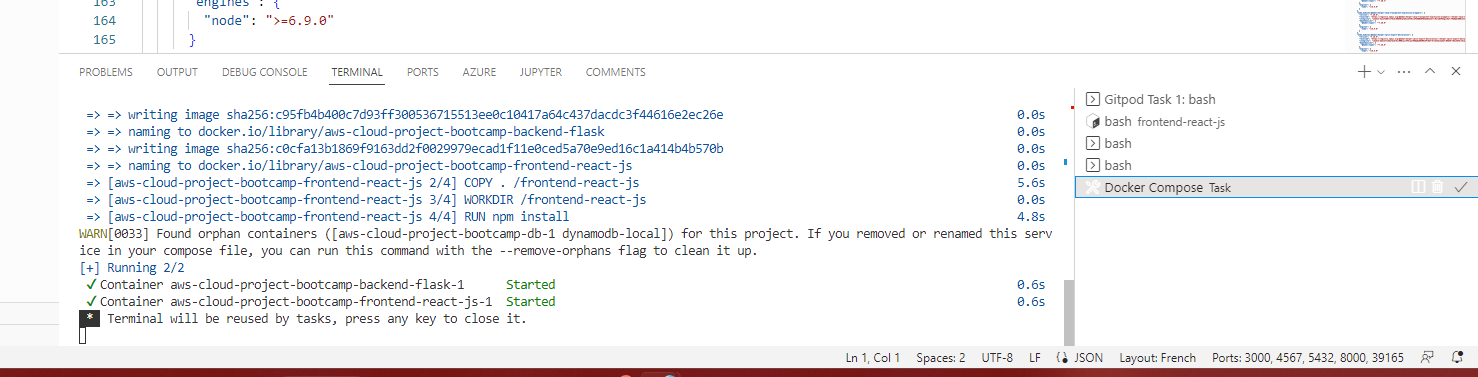 163
engines": {
164 "node": ">=6.9.0"
165 }
PROBLEMS OUTPUT DEBUG CONSOLE TERMINAL PORTS AZURE JUPYTER COMMENTS
=> => writing image sha256:c95fb4b400c7d93ff300536715513ee0c10417a64c437dacdc3f44616e2ec26e 0.0s
=> => naming to docker.io/library/aws-cloud-project-bootcamp-backend-flask 0.0s
=> => writing image sha256:c0cfa13b1869f9163dd2f0029979ecad1f11e0ced5a70e9ed16c1a414b4b570b 0.0s
=> => naming to docker.io/library/aws-cloud-project-bootcamp-frontend-react-js 0.0s
=> [aws-cloud-project-bootcamp-frontend-react-js 2/4] COPY . /frontend-react-js 5.6s
=> [aws-cloud-project-bootcamp-frontend-react-js 3/4] WORKDIR /frontend-react-js 0.0s
=> [aws-cloud-project-bootcamp-frontend-react-js 4/4] RUN npm install 4.8s
WARN[0033] Found orphan containers ([aws-cloud-project-bootcamp-db-1 dynamodb-local]) for this project. If you removed or renamed this serv
ice in your compose file, you can run this command with the --remove-orphans flag to clean it up.
[+] Running 2/2
✓ Container aws-cloud-project-bootcamp-backend-flask-1 Started 0.6s
✓ Container aws-cloud-project-bootcamp-frontend-react-js-1 Started 0.6s
* Terminal will be reused by tasks, press any key to close it.
Gitpod Task 1: bash
bash frontend-react-js
bash
bash
Docker Compose Task
Ln 1, Col 1 Spaces: 2 UTF-8 LF JSON Layout: French Ports: 3000, 4567, 5432, 8000, 39165